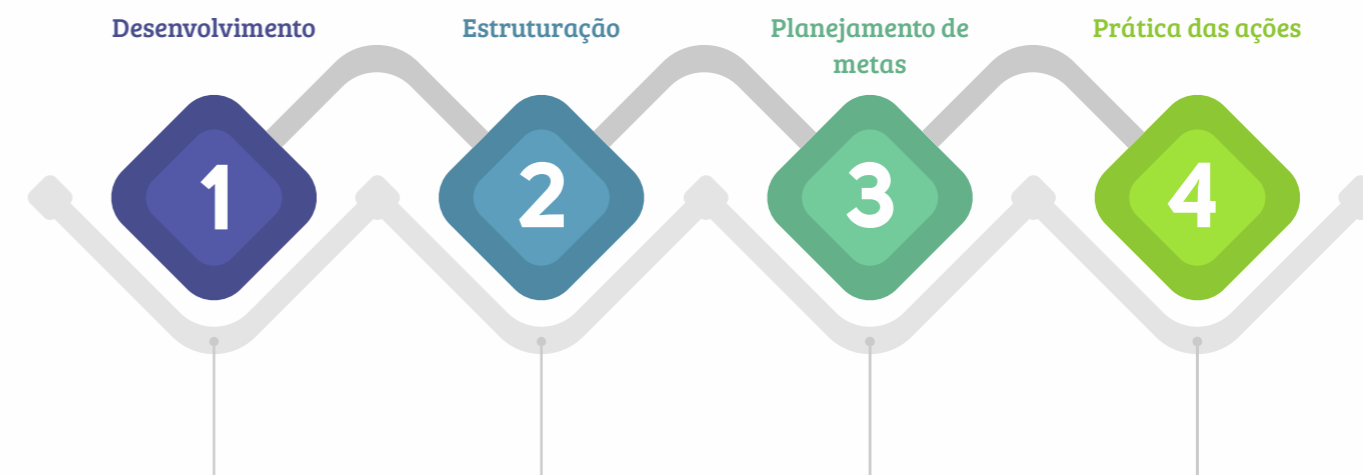 Desenvolvimento
Estruturação
Planejamento de
metas
Prática das ações
1
2
3
4